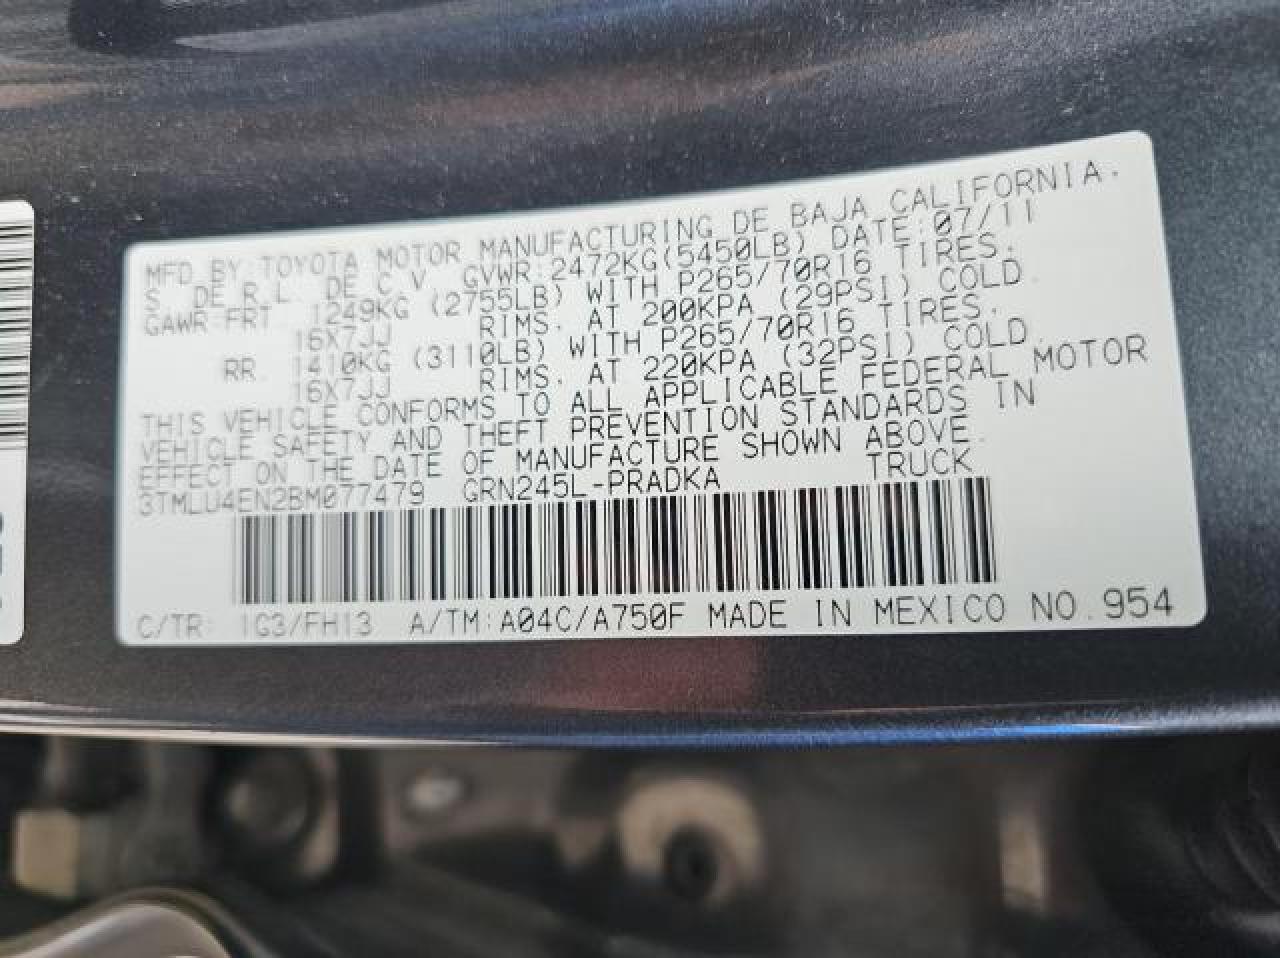 MFD BY: TOYOTA MOTOR MANUFACTURING DE BAJA CALIFORNIA.
S. DE R.L. DE C.V. GVWR: 2472KG(5450LB) DATE:07/11
GAWR:FRT. 1249KG (2755LB) WITH P265/70R16 TIRES.
16X7JJ RIMS. AT 200KPA (29PSI) COLD.
RR. 1410KG (3110LB) WITH P265/70R16 TIRES.
16X7JJ RIMS. AT 220KPA (32PSI) COLD.
THIS VEHICLE CONFORMS TO ALL APPLICABLE FEDERAL MOTOR
VEHICLE SAFETY AND THEFT PREVENTION STANDARDS IN
EFFECT ON THE DATE OF MANUFACTURE SHOWN ABOVE.
3TMLU4EN2BM077479 GRN245L-PRADKA TRUCK
C/TR: 1G3/FH13 A/TM:A04C/A750F MADE IN MEXICO NO.954